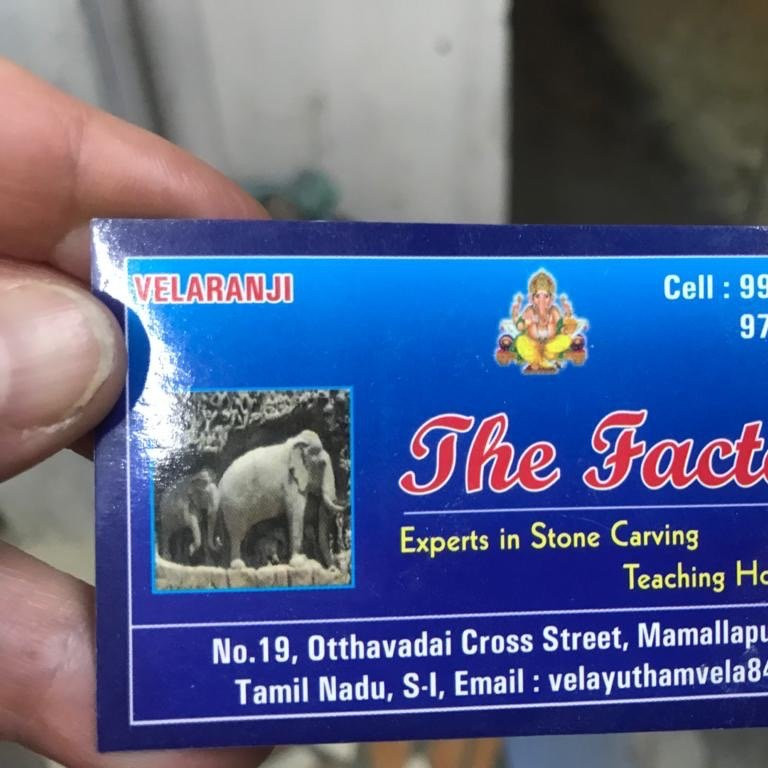 VELARANJI
Cell : 99
97
The Facto
Experts in Stone Carving
Teaching Ho
No.19, Otthavadai Cross Street, Mamallapu
Tamil Nadu, S-I, Email : velayuthamvela84